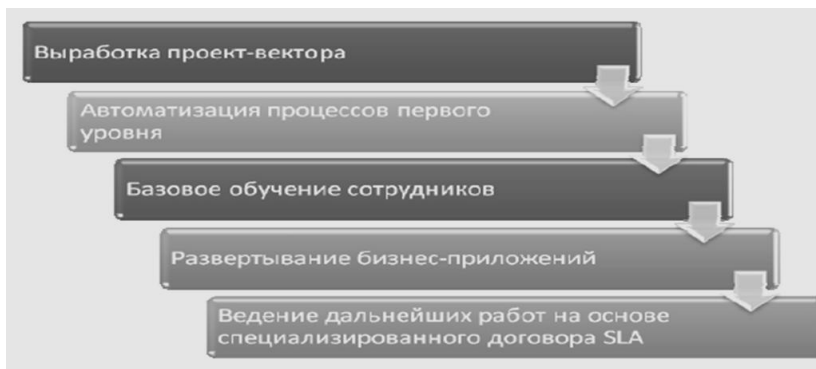 Выработка проект-вектора
Автоматизация процессов первого
уровня
Базовое обучение сотрудников
Развертывание бизнес-приложений
Ведение дальнейших работ на основе
специализированного договора SLA